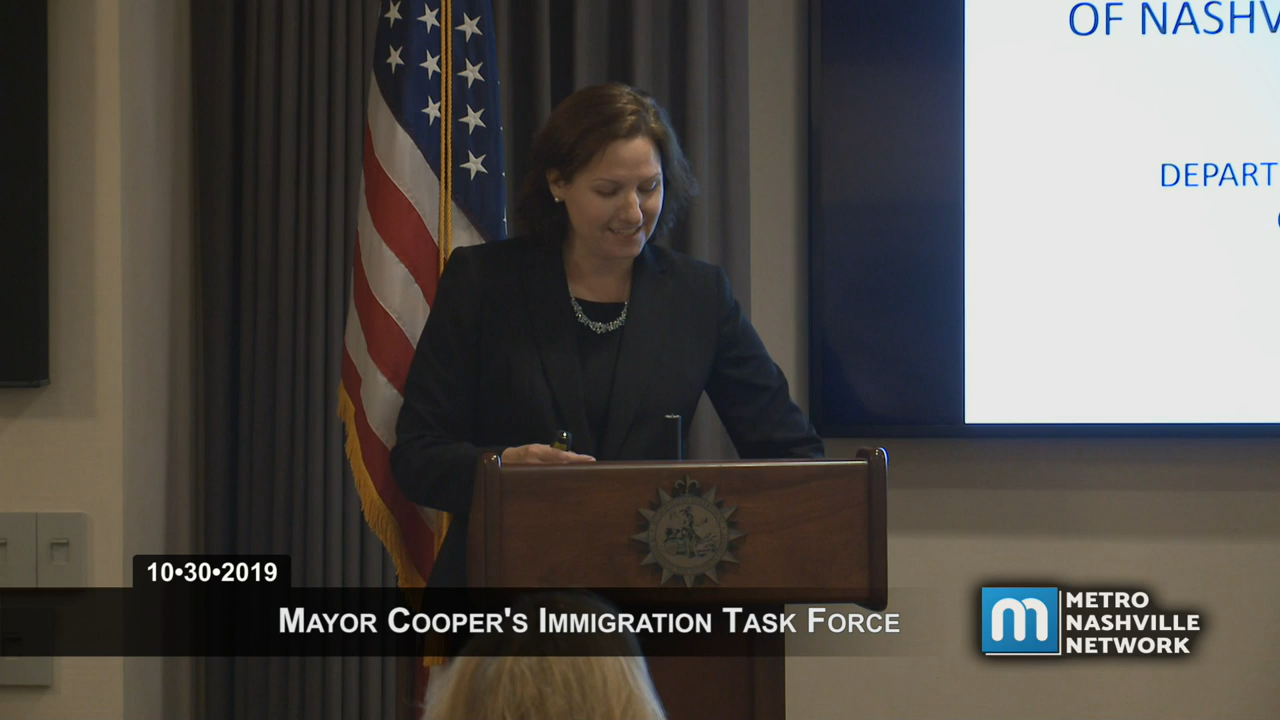 OF NASHV
DEPART
10•30•2019
MAYOR COOPER'S IMMIGRATION TASK FORCE
METRO
NASHVILLE
NETWORK